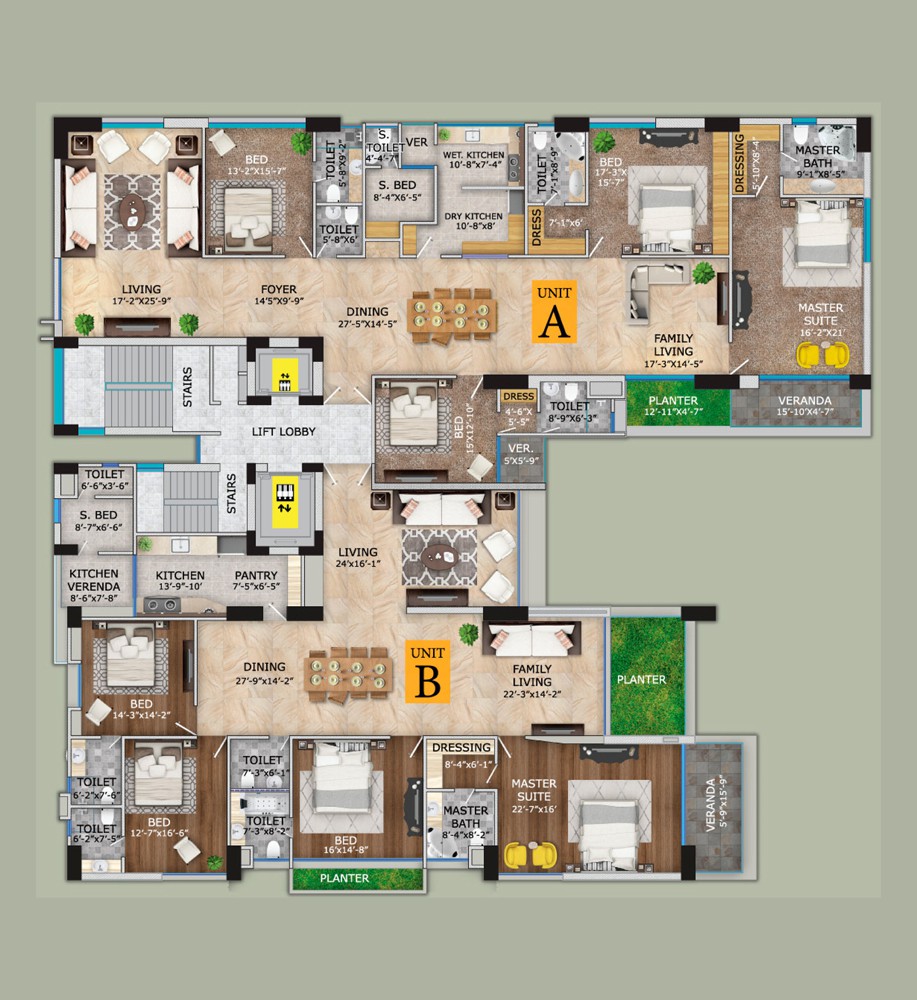 BED
13'-2"X15'-7"
TOILET
5'-8"X9'-2"
TOILET
5'-8"X6'
S.
TOILET
4'-4'-7
VER
S. BED
8'-4"X6'-5"
WET. KITCHEN
10'-8"x7'-4"
DRY KITCHEN
10'-8"x8'
TOILET
7'-1"x8'-9"
DRESS
7'-1"x6'
BED
17'-3"X
15'-7"
DRESSING
5'-10"X8'-4"
MASTER
BATH
9'-1"X8'-5"
LIVING
17'-2"X25'-9"
FOYER
14'5"X9'-9"
DINING
27'-5"X14'-5"
UNIT
A
FAMILY
LIVING
17'-3"X14'-5"
MASTER
SUITE
16'-2"X21'
STAIRS
LIFT LOBBY
BED
15'X12'-10"
DRESS
4'-6"X
5'-5"
TOILET
8'-9"X6'-3"
VER.
5'X5'-9"
PLANTER
12'-11"X4'-7"
VERANDA
15'-10"X4'-7"
TOILET
6'-6"x3'-6"
S. BED
8'-7"x6'-6"
STAIRS
KITCHEN
VERENDA
8'-6"x7'-8"
KITCHEN
13'-9"-10'
PANTRY
7'-5"x6'-5"
LIVING
24'x16'-1"
BED
14'-3"x14'-2"
DINING
27'-9"x14'-2"
UNIT
B
FAMILY
LIVING
22'-3"x14'-2"
PLANTER
TOILET
6'-2"x7'-6"
TOILET
6'-2"x7'-5"
BED
12'-7"x16'-6"
TOILET
7'-3"x6'-1"
TOILET
7'-3"x8'-2"
BED
16'x14'-8"
DRESSING
8'-4"x6'-1"
MASTER
BATH
8'-4"x8'-2"
MASTER
SUITE
22'-7"x16'
VERANDA
5'-9"x15'-9"
PLANTER